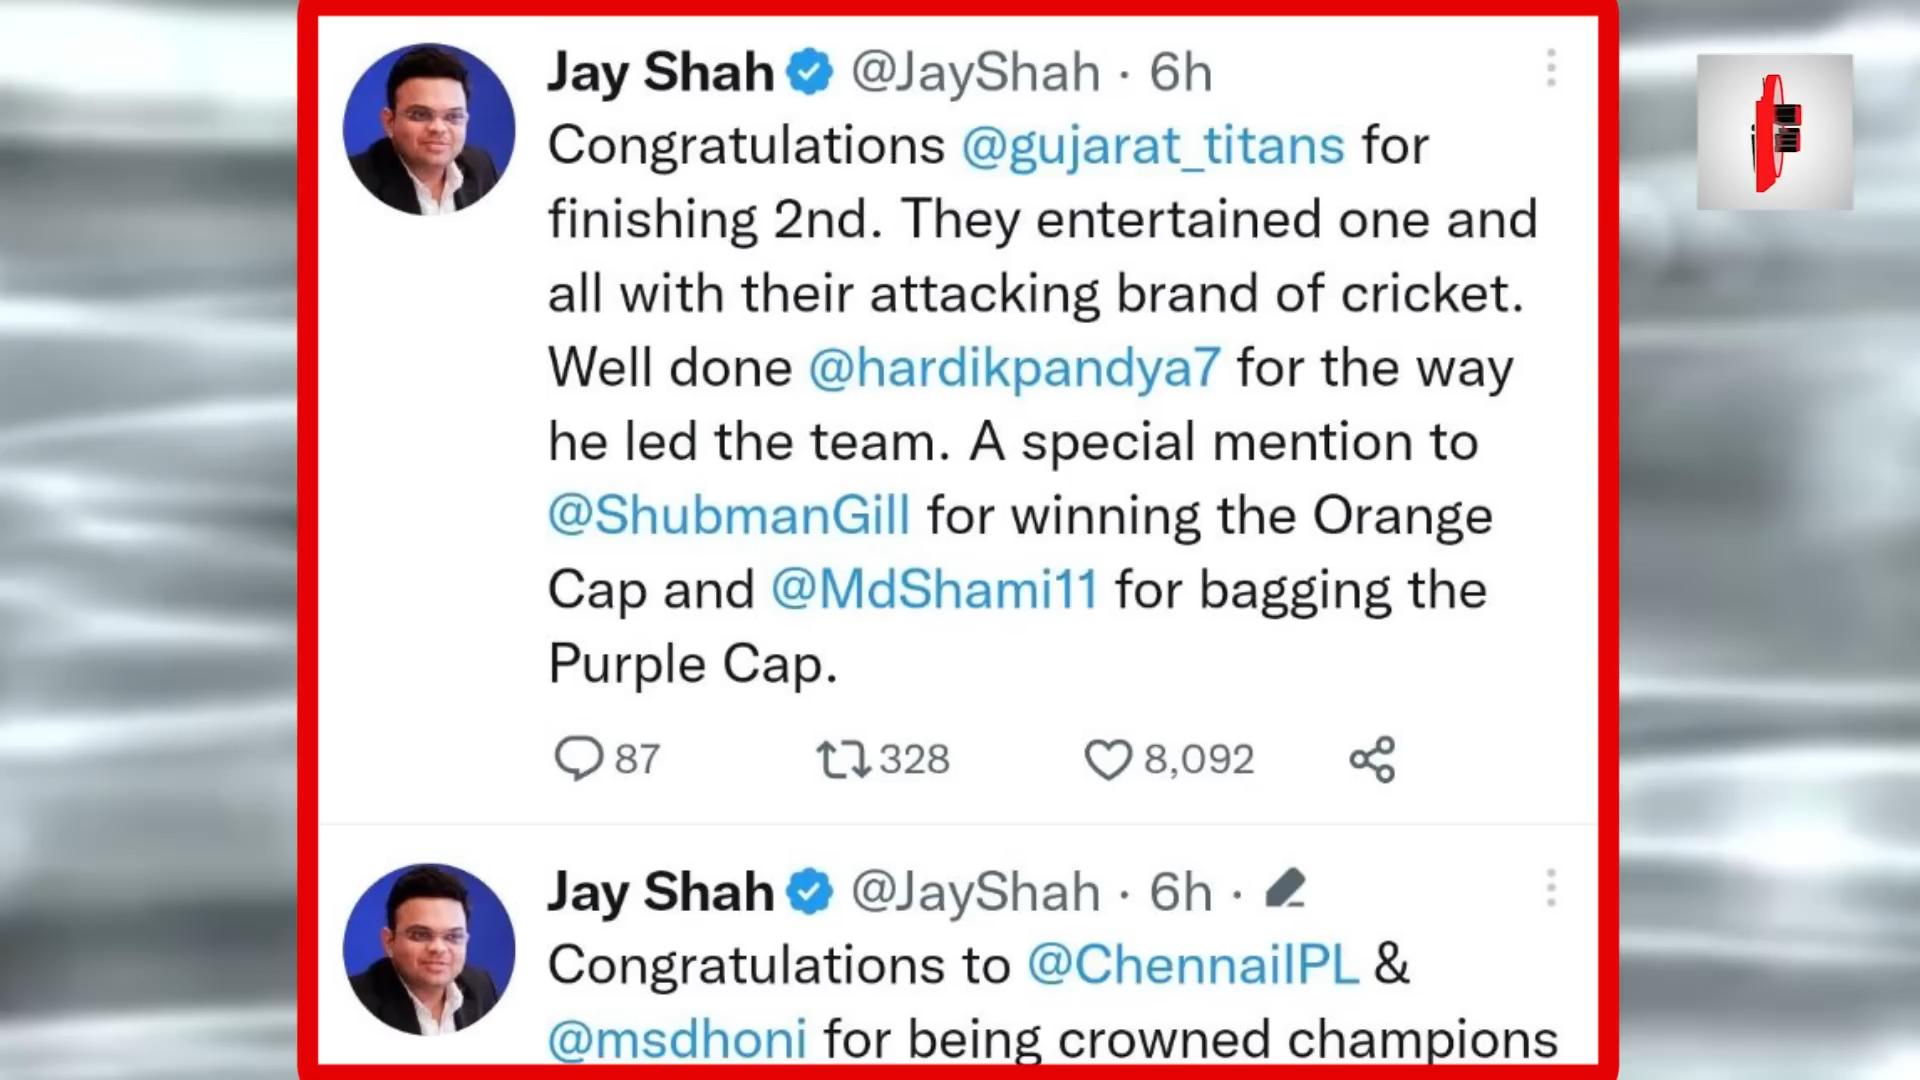 Jay Shah @JayShah · 6h
Congratulations @gujarat_titans for
finishing 2nd. They entertained one and
all with their attacking brand of cricket.
Well done @hardikpandya7 for the way
he led the team. A special mention to
@ShubmanGill for winning the Orange
Cap and @MdShami11 for bagging the
Purple Cap.
87 328 8,092
Jay Shah @JayShah · 6h ·
Congratulations to @ChennaiIPL &
@msdhoni for being crowned champions